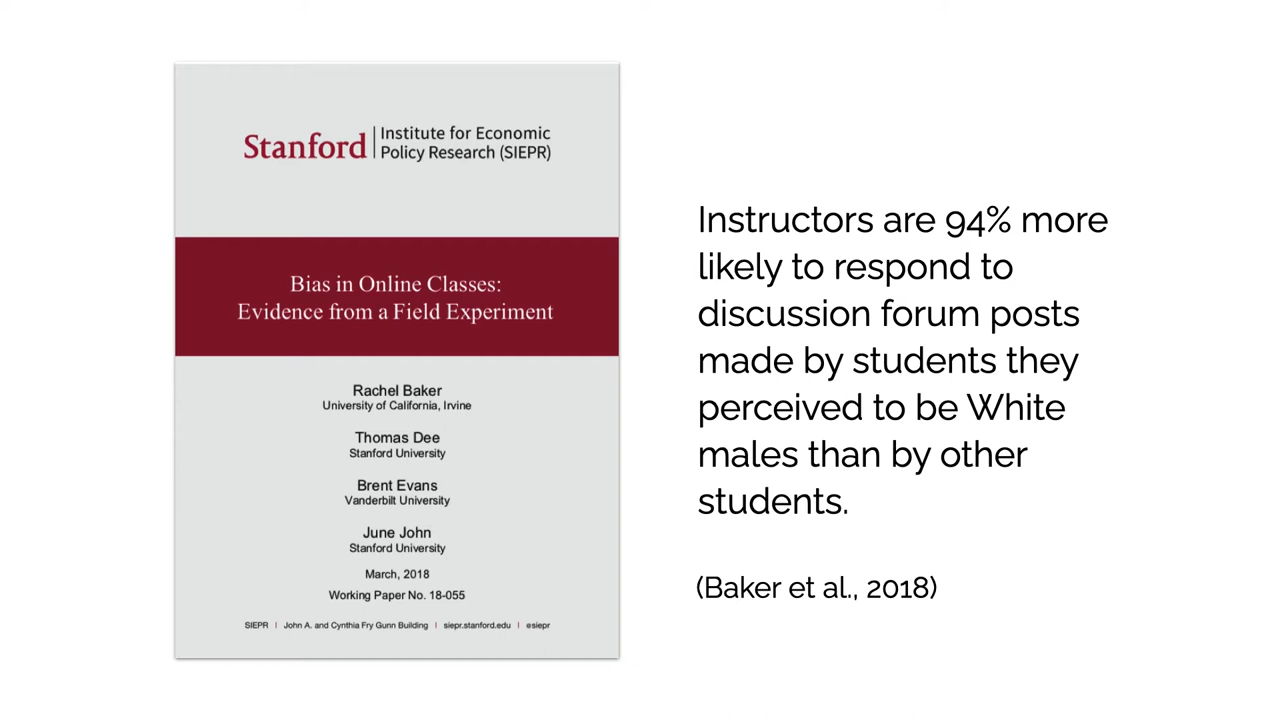 Stanford
Institute for Economic
Policy Research (SIEPR)
Bias in Online Classes:
Evidence from a Field Experiment
Rachel Baker
University of California, Irvine
Thomas Dee
Stanford University
Brent Evans
Vanderbilt University
June John
Stanford University
March, 2018
Working Paper No. 18-055
SIEPR | John A. and Cynthia Fry Gunn Building | siepr.stanford.edu | @siepr
Instructors are 94% more
likely to respond to
discussion forum posts
made by students they
perceived to be White
males than by other
students.
(Baker et al., 2018)